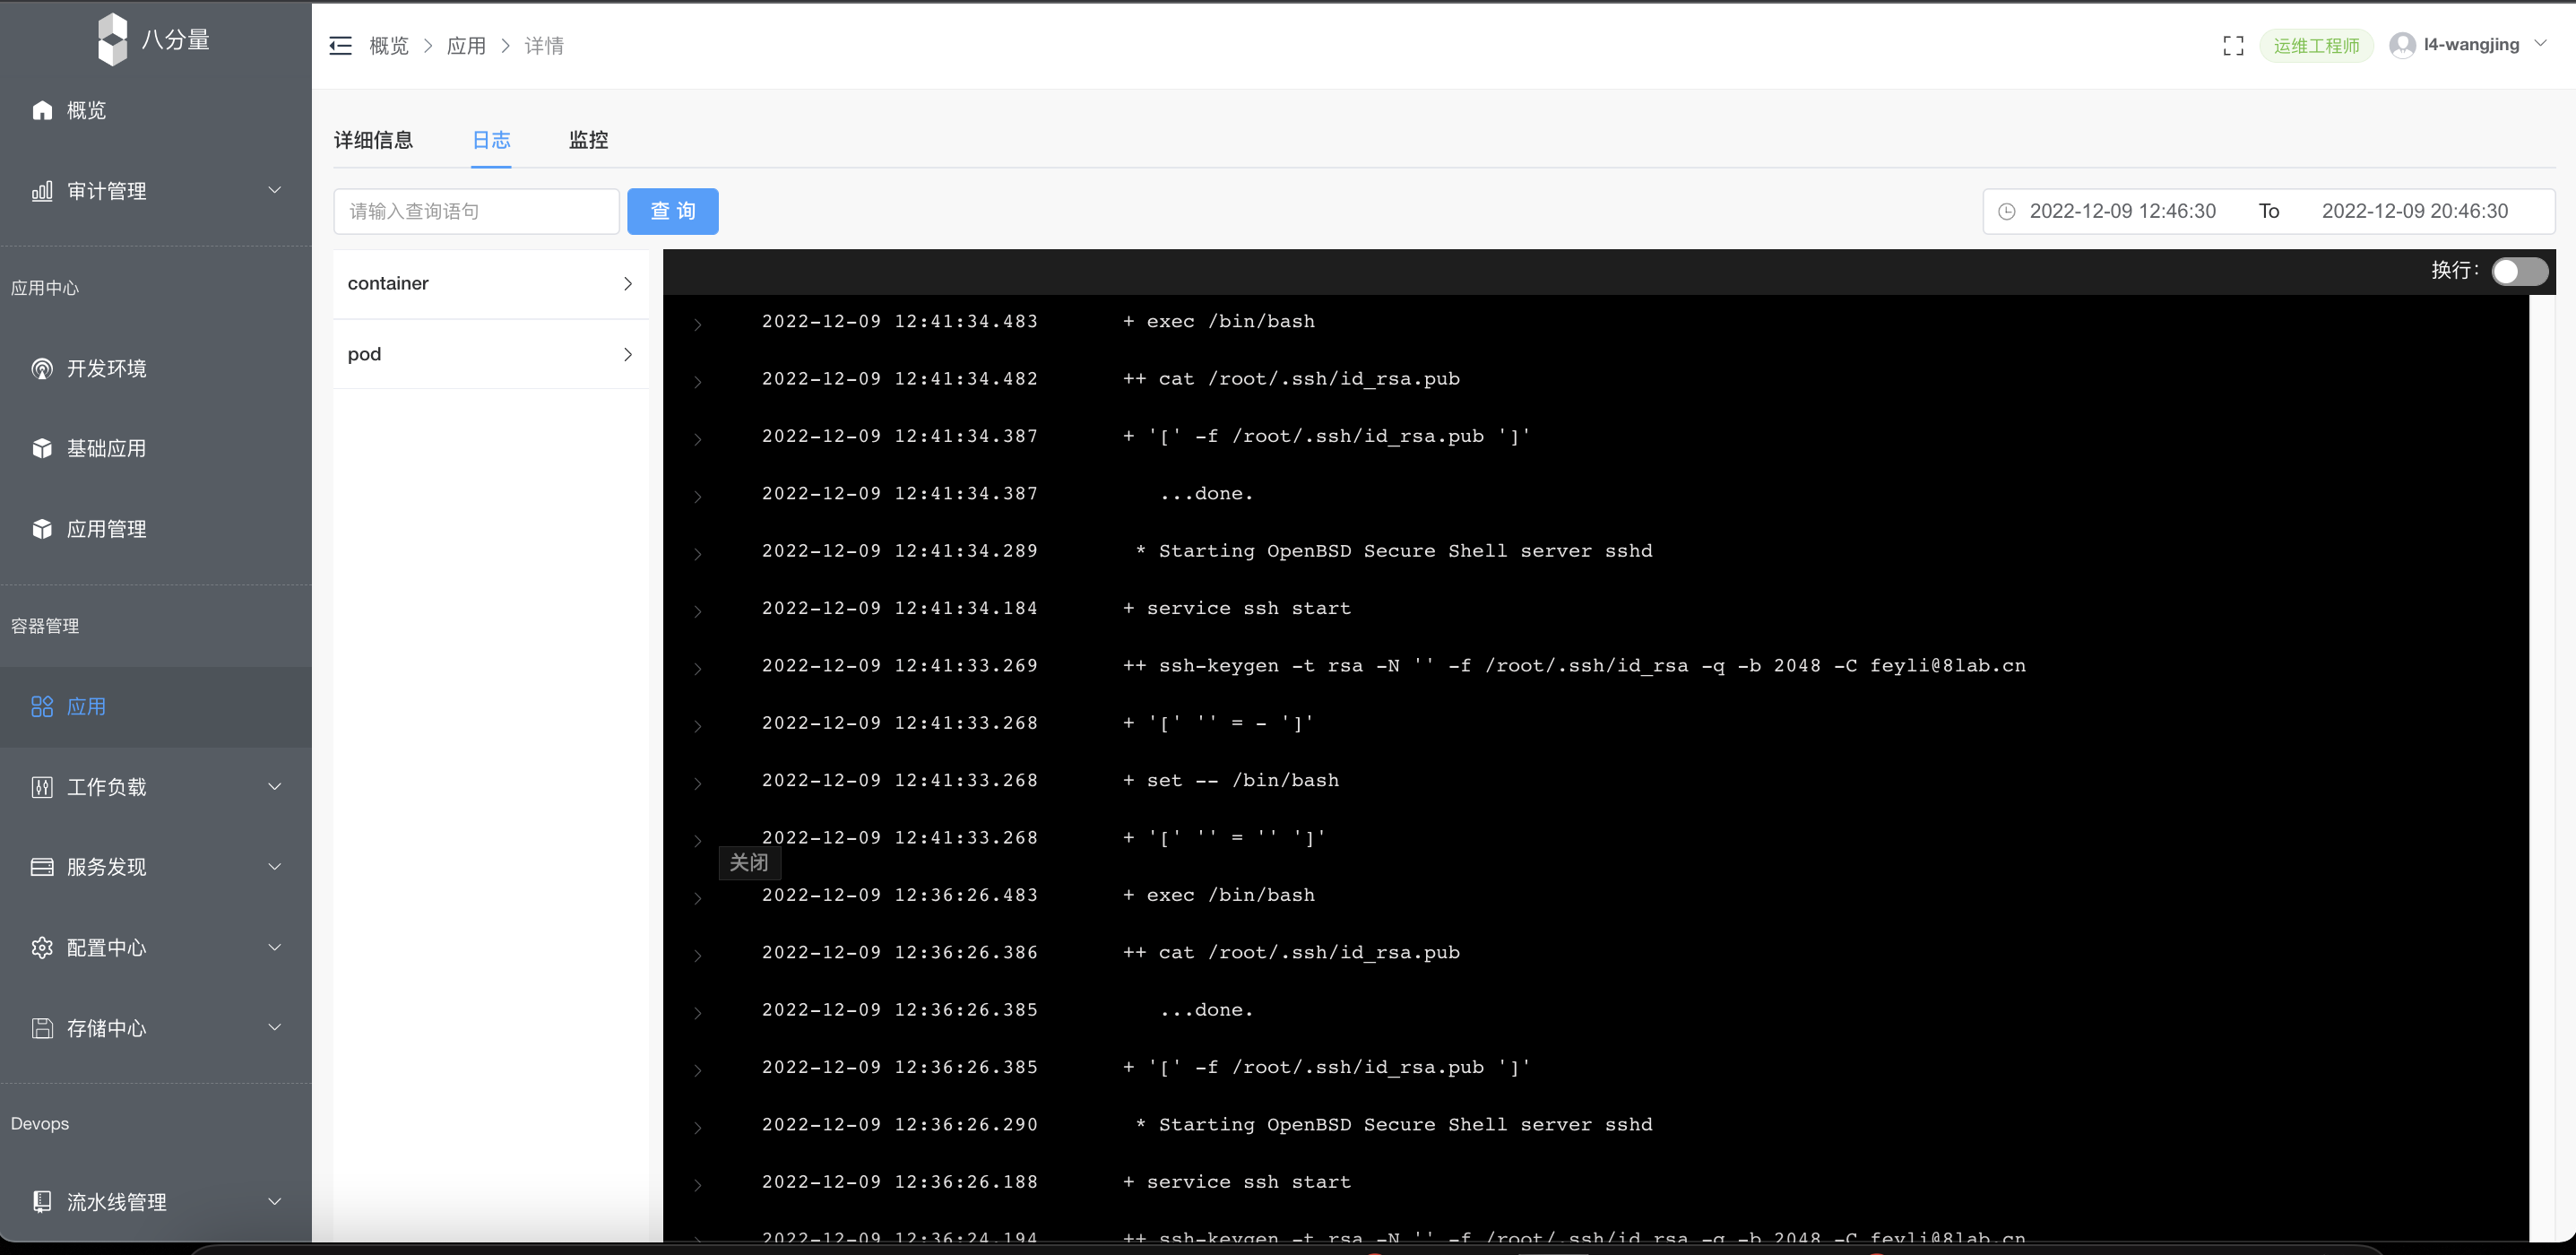 八分量
概览
审计管理
应用中心
开发环境
基础应用
应用管理
容器管理
应用
工作负载
服务发现
配置中心
存储中心
Devops
流水线管理
概览 > 应用 > 详情
运维工程师
l4-wangjing
详细信息
日志
监控
请输入查询语句
查 询
2022-12-09 12:46:30 To 2022-12-09 20:46:30
container
pod
换行:
2022-12-09 12:41:34.483 + exec /bin/bash
2022-12-09 12:41:34.482 ++ cat /root/.ssh/id_rsa.pub
2022-12-09 12:41:34.387 + '[' -f /root/.ssh/id_rsa.pub ']'
2022-12-09 12:41:34.387 ...done.
2022-12-09 12:41:34.289 * Starting OpenBSD Secure Shell server sshd
2022-12-09 12:41:34.184 + service ssh start
2022-12-09 12:41:33.269 ++ ssh-keygen -t rsa -N '' -f /root/.ssh/id_rsa -q -b 2048 -C feyli@8lab.cn
2022-12-09 12:41:33.268 + '[' '' = - ']'
2022-12-09 12:41:33.268 + set -- /bin/bash
2022-12-09 12:41:33.268 + '[' '' = '' ']'
关闭
2022-12-09 12:36:26.483 + exec /bin/bash
2022-12-09 12:36:26.386 ++ cat /root/.ssh/id_rsa.pub
2022-12-09 12:36:26.385 ...done.
2022-12-09 12:36:26.385 + '[' -f /root/.ssh/id_rsa.pub ']'
2022-12-09 12:36:26.290 * Starting OpenBSD Secure Shell server sshd
2022-12-09 12:36:26.188 + service ssh start
2022-12-09 12:36:24.194 ++ ssh-keygen -t rsa -N '' -f /root/.ssh/id_rsa -q -b 2048 -C feyli@8lab.cn